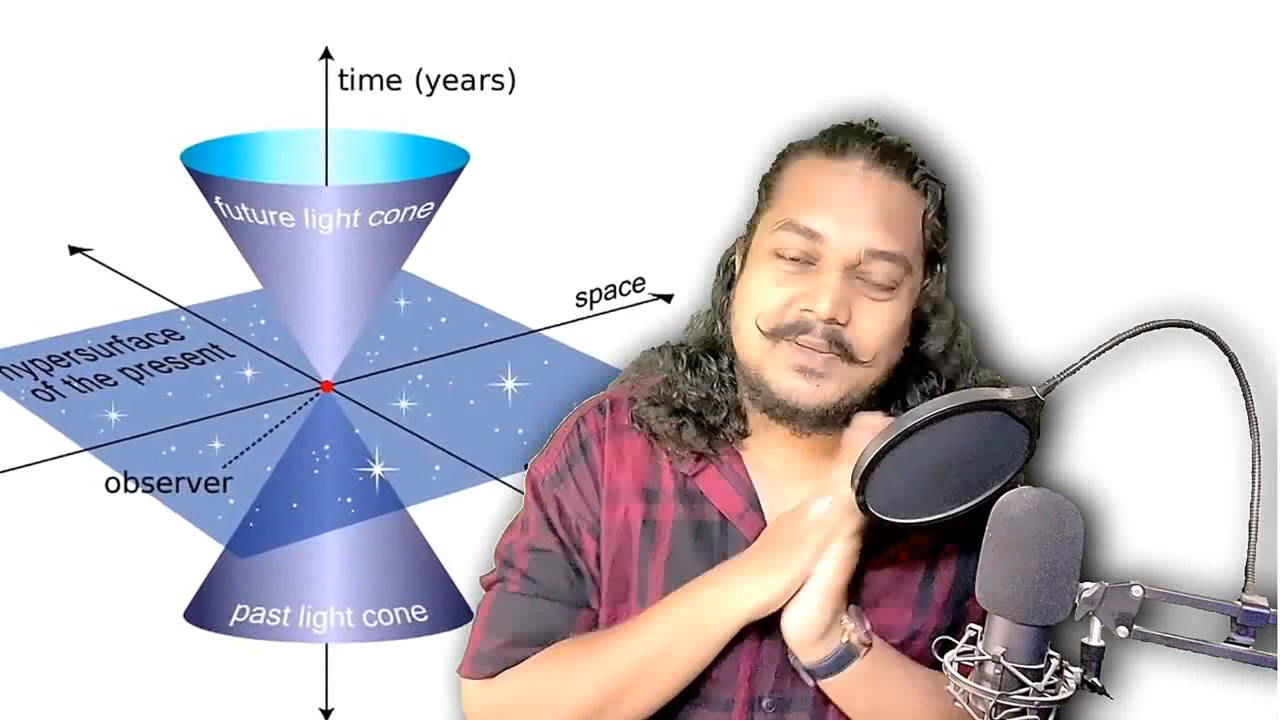 time (years)
future light cone
space
hypersurface
of the present
observer
past light cone